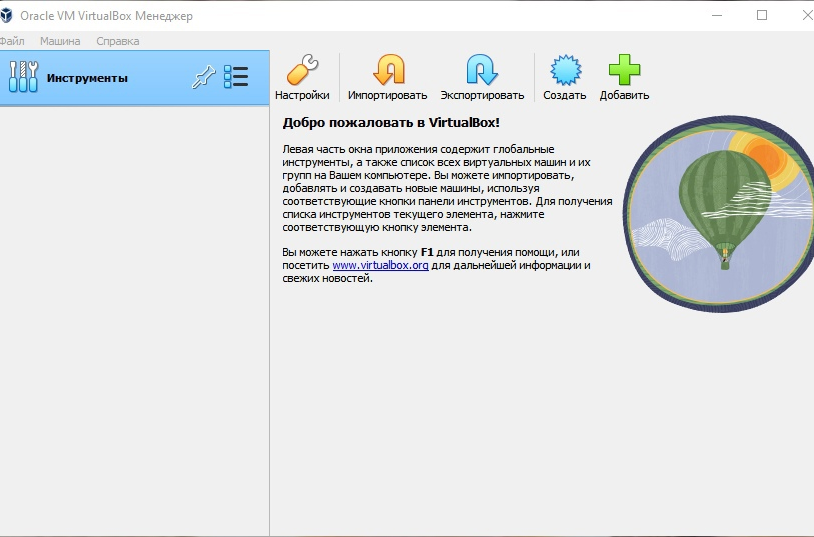 Oracle VM VirtualBox Менеджер
Файл Машина Справка
Инструменты
Настройки Импортировать Экспортировать Создать Добавить
Добро пожаловать в VirtualBox!
Левая часть окна приложения содержит глобальные
инструменты, а также список всех виртуальных машин и их
групп на Вашем компьютере. Вы можете импортировать,
добавлять и создавать новые машины, используя
соответствующие кнопки панели инструментов. Для получения
списка инструментов текущего элемента, нажмите
соответствующую кнопку элемента.
Вы можете нажать кнопку F1 для получения помощи, или
посетить www.virtualbox.org для дальнейшей информации и
свежих новостей.